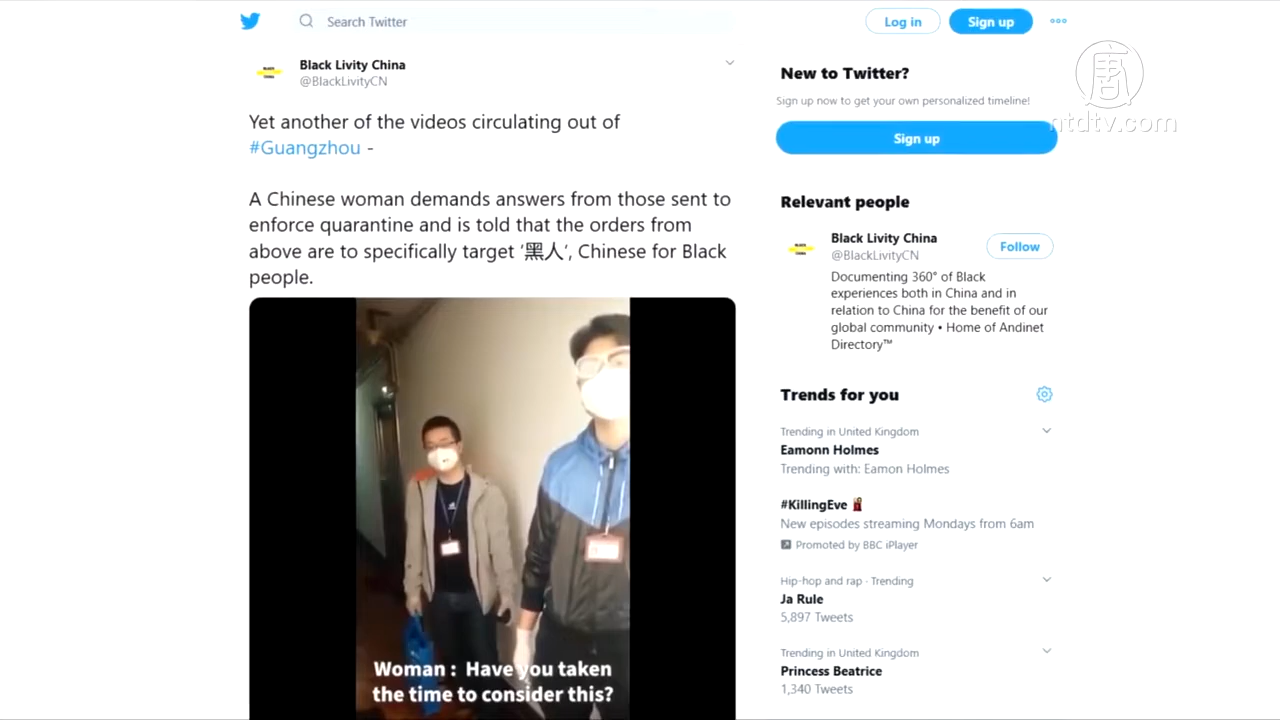 Search Twitter
Log in
Sign up
Black Livity China
@BlackLivityCN
Yet another of the videos circulating out of
#Guangzhou -
A Chinese woman demands answers from those sent to
enforce quarantine and is told that the orders from
above are to specifically target '黑人', Chinese for Black
people.
Woman : Have you taken
the time to consider this?
New to Twitter?
Sign up now to get your own personalized timeline!
Sign up
Relevant people
Black Livity China
@BlackLivityCN
Follow
Documenting 360° of Black
experiences both in China and in
relation to China for the benefit of our
global community • Home of Andinet
Directory™
Trends for you
Trending in United Kingdom
Eamonn Holmes
Trending with: Eamon Holmes
#KillingEve
New episodes streaming Mondays from 6am
Promoted by BBC iPlayer
Hip-hop and rap · Trending
Ja Rule
5,897 Tweets
Trending in United Kingdom
Princess Beatrice
1,340 Tweets
唐
ntdtv.com